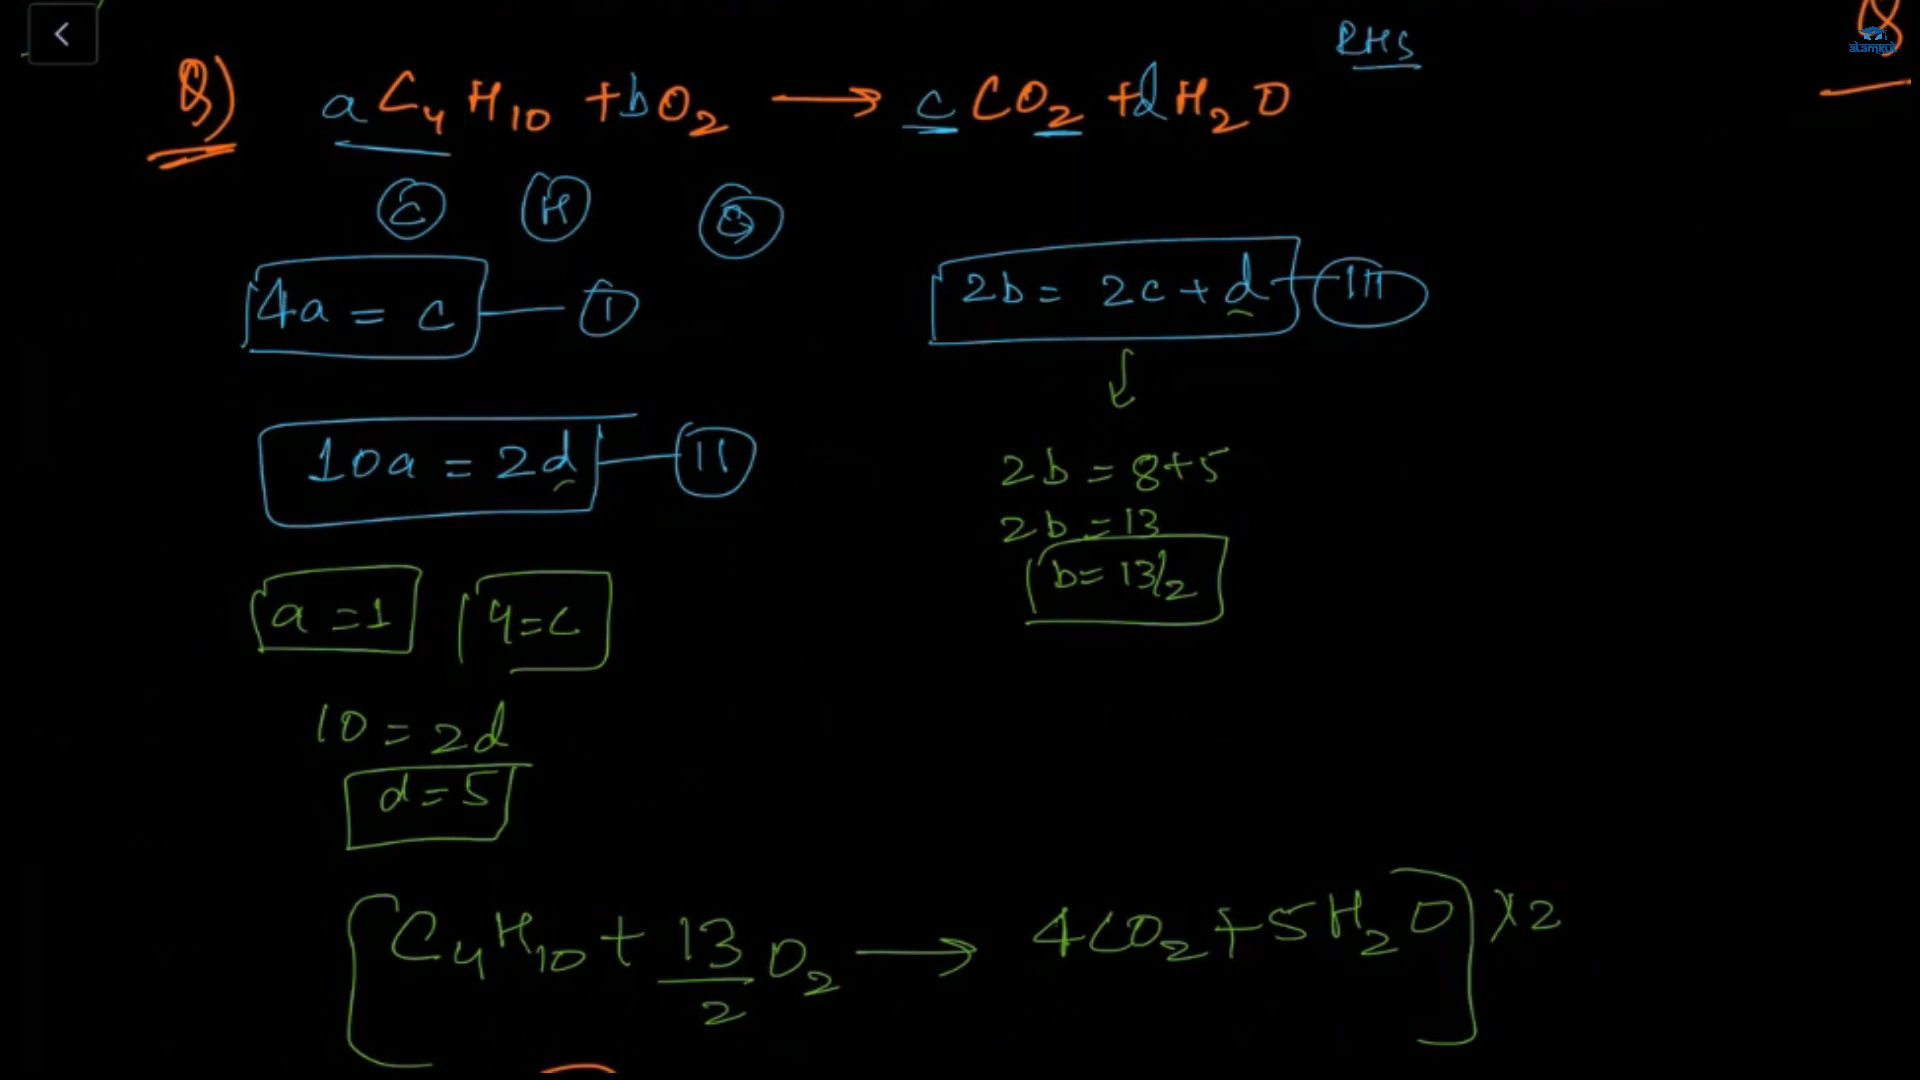 RHS
Q) aC₄H₁₀ + bO₂ → cCO₂ + dH₂O
C H O
4a = c — I
2b = 2c + d — III
10a = 2d — II
2b = 8+5
2b = 13
b = 13/2
a = 1 4 = c
10 = 2d
d = 5
[C₄H₁₀ + 13/2 O₂ → 4CO₂ + 5H₂O] × 2